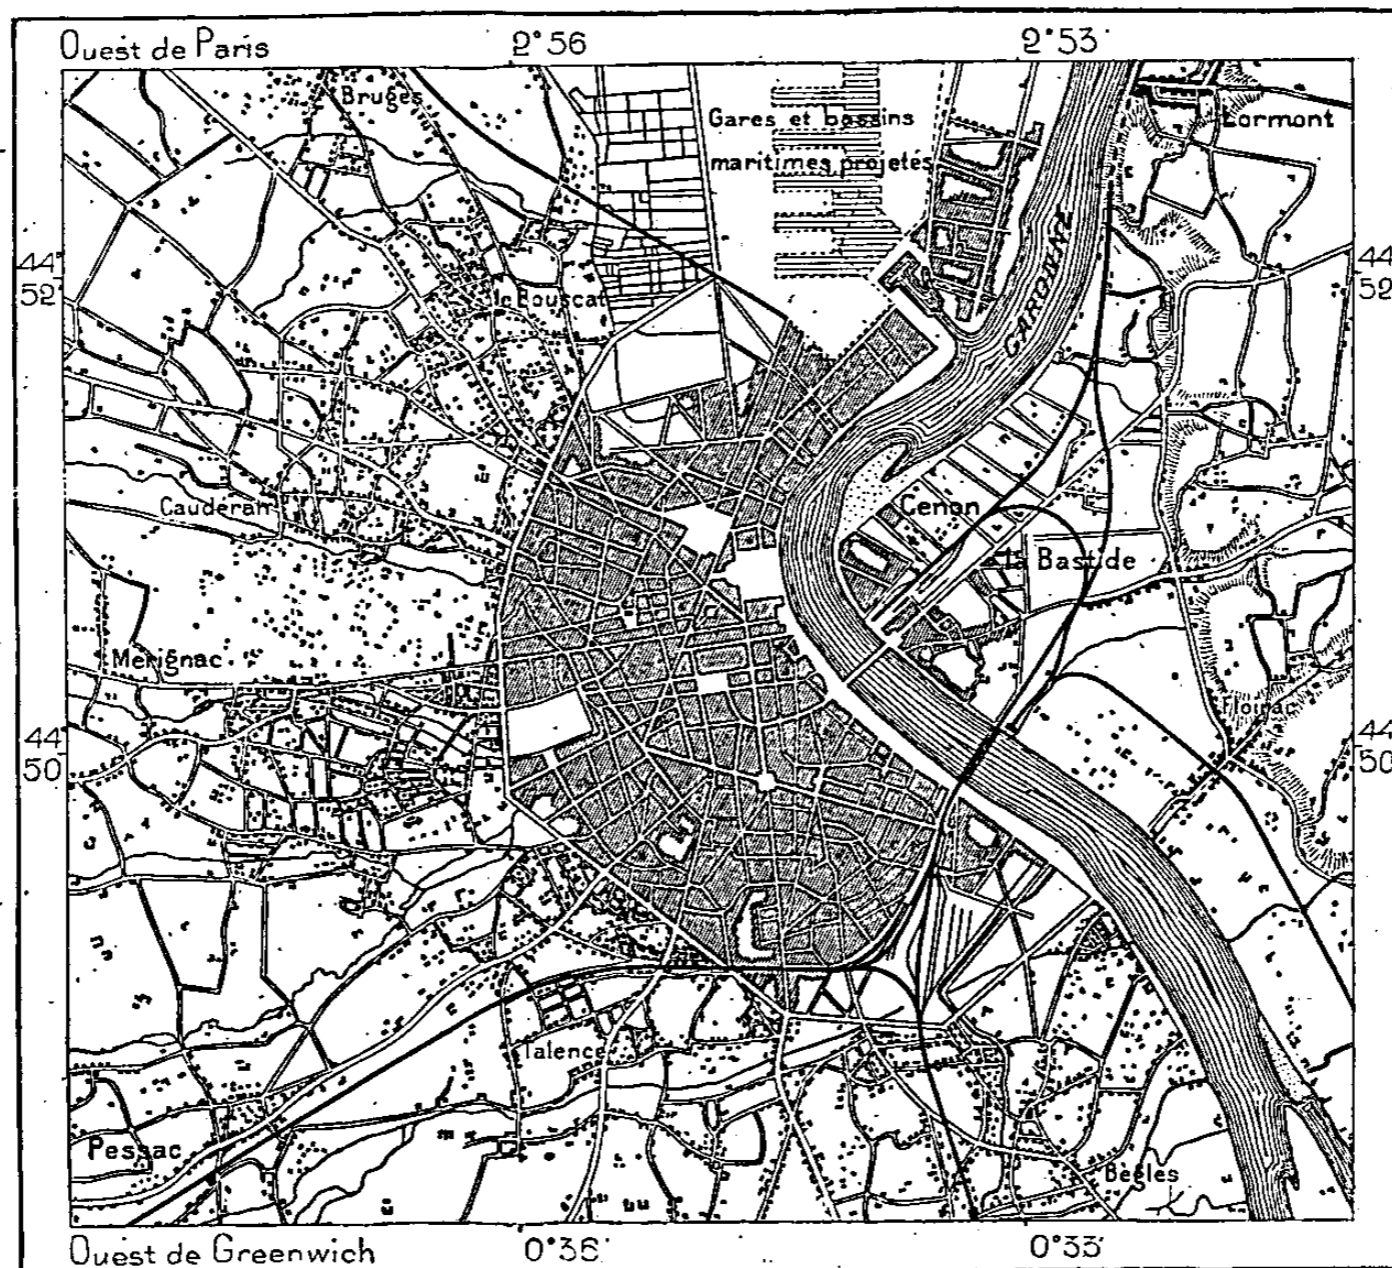 Ouest de Paris
2°56'
2°53'
Bruges
Gares et bassins
maritimes projetés
Lormont
44°
52'
44°
52
GARONNE
le Bouscat
Caudéran
Cenon
la Bastide
Mérignac
Floirac
44°
50'
44°
50
Talence
Pessac
Bègles
Ouest de Greenwich
0°36'
0°33'